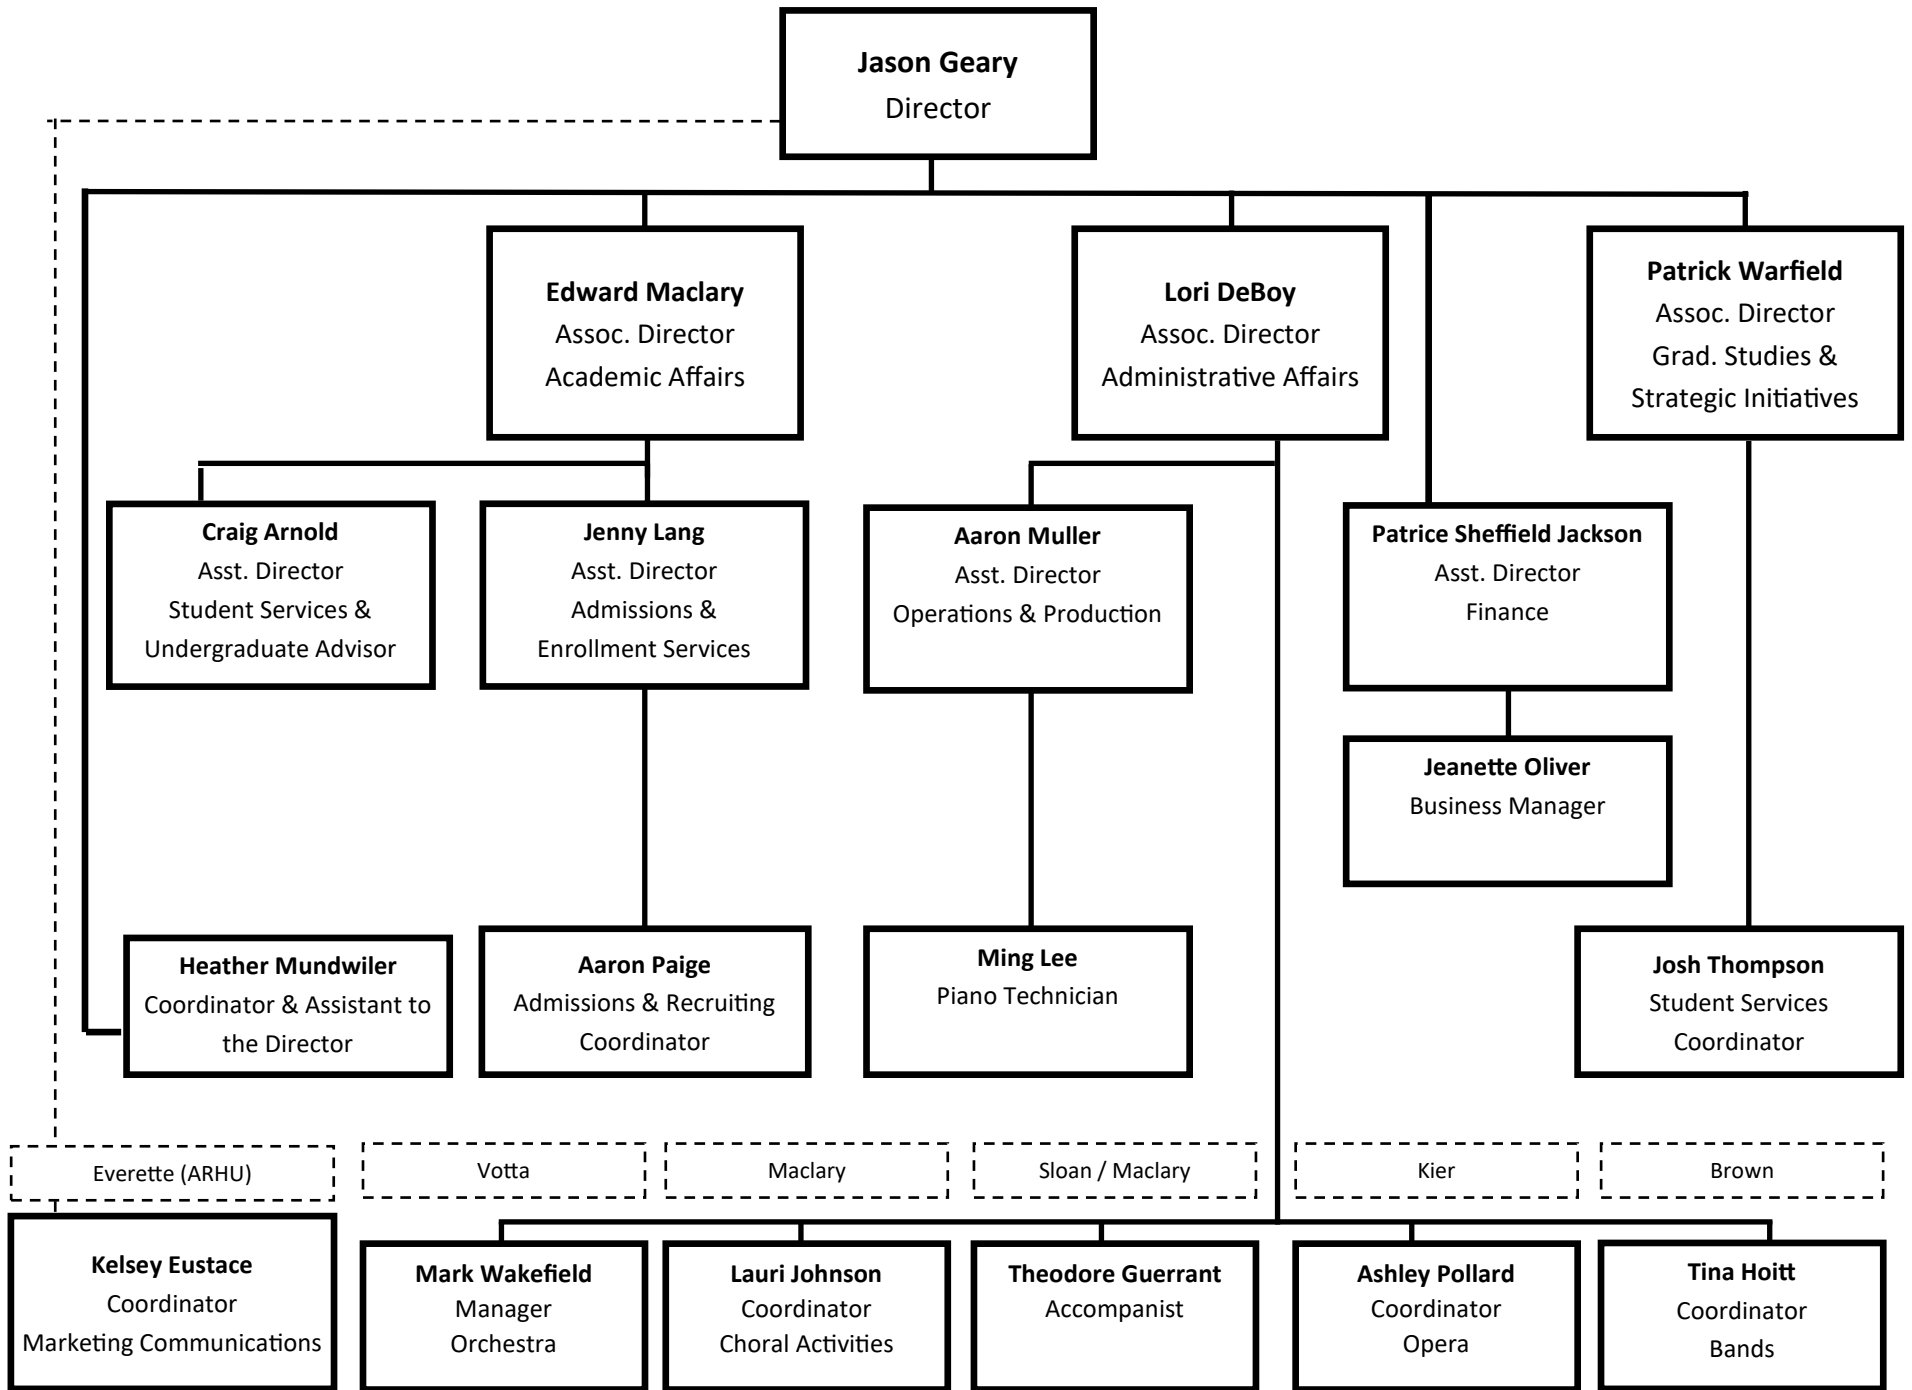 Jason Geary
Director
Edward Maclary
Assoc. Director
Academic Affairs
Lori DeBoy
Assoc. Director
Administrative Affairs
Patrick Warfield
Assoc. Director
Grad. Studies &
Strategic Initiatives
Craig Arnold
Asst. Director
Student Services &
Undergraduate Advisor
Jenny Lang
Asst. Director
Admissions &
Enrollment Services
Aaron Muller
Asst. Director
Operations & Production
Patrice Sheffield Jackson
Asst. Director
Finance
Jeanette Oliver
Business Manager
Heather Mundwiler
Coordinator & Assistant to
the Director
Aaron Paige
Admissions & Recruiting
Coordinator
Ming Lee
Piano Technician
Josh Thompson
Student Services
Coordinator
Everette (ARHU)
Votta
Maclary
Sloan / Maclary
Kier
Brown
Kelsey Eustace
Coordinator
Marketing Communications
Mark Wakefield
Manager
Orchestra
Lauri Johnson
Coordinator
Choral Activities
Theodore Guerrant
Accompanist
Ashley Pollard
Coordinator
Opera
Tina Hoitt
Coordinator
Bands